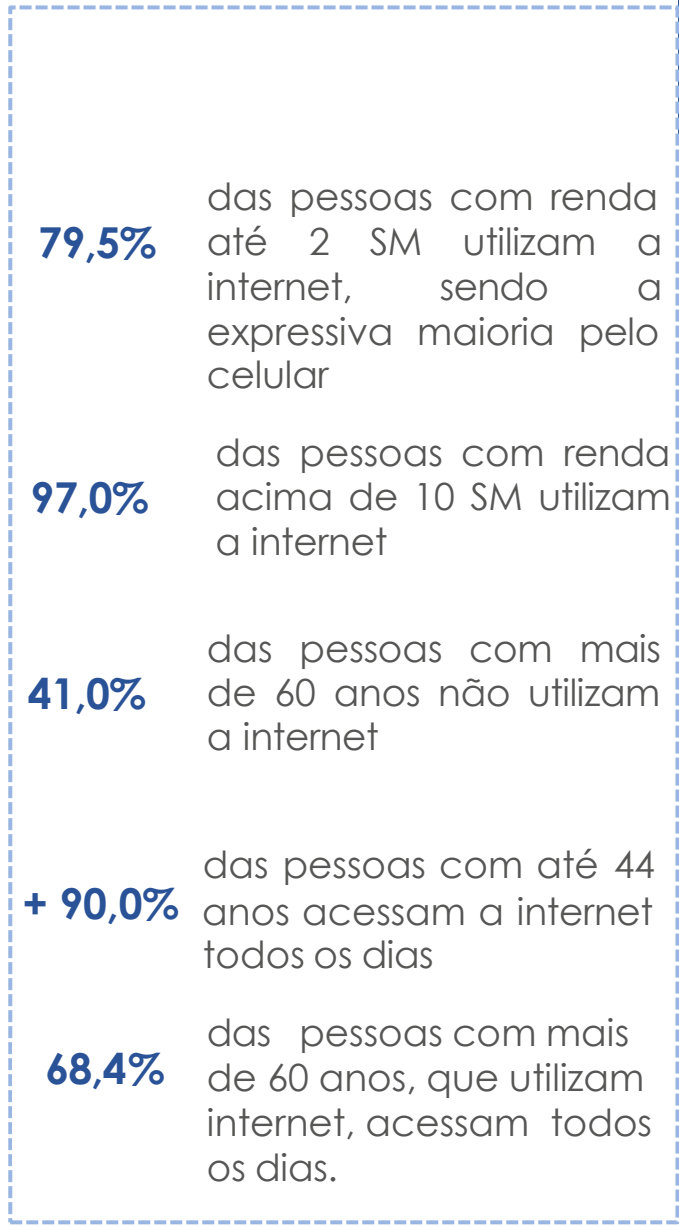 79,5%
das pessoas com renda
até 2 SM utilizam a
internet, sendo a
expressiva maioria pelo
celular
97,0%
das pessoas com renda
acima de 10 SM utilizam
a internet
41,0%
das pessoas com mais
de 60 anos não utilizam
a internet
+ 90,0%
das pessoas com até 44
anos acessam a internet
todos os dias
68,4%
das pessoas com mais
de 60 anos, que utilizam
internet, acessam todos
os dias.